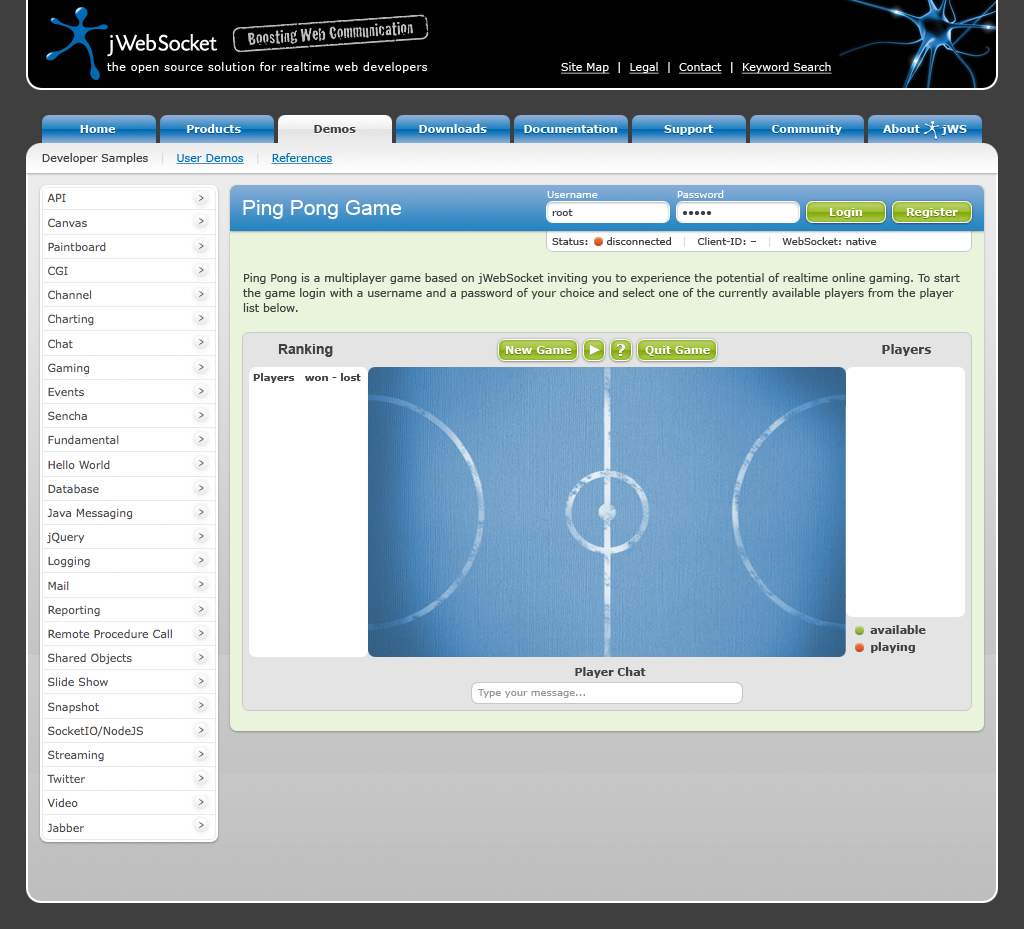 jWebSocket
Boosting Web Communication
the open source solution for realtime web developers
Site Map | Legal | Contact | Keyword Search
Home Products Demos Downloads Documentation Support Community About jWS
Developer Samples | User Demos | References
API >
Canvas >
Paintboard >
CGI >
Channel >
Charting >
Chat >
Gaming >
Events >
Sencha >
Fundamental >
Hello World >
Database >
Java Messaging >
jQuery >
Logging >
Mail >
Reporting >
Remote Procedure Call >
Shared Objects >
Slide Show >
Snapshot >
SocketIO/NodeJS >
Streaming >
Twitter >
Video >
Jabber >
Ping Pong Game
Username Password
root ••••• Login Register
Status: disconnected | Client-ID: – | WebSocket: native
Ping Pong is a multiplayer game based on jWebSocket inviting you to experience the potential of realtime online gaming. To start
the game login with a username and a password of your choice and select one of the currently available players from the player
list below.
Ranking New Game ? Quit Game Players
Players won - lost
available
playing
Player Chat
Type your message...